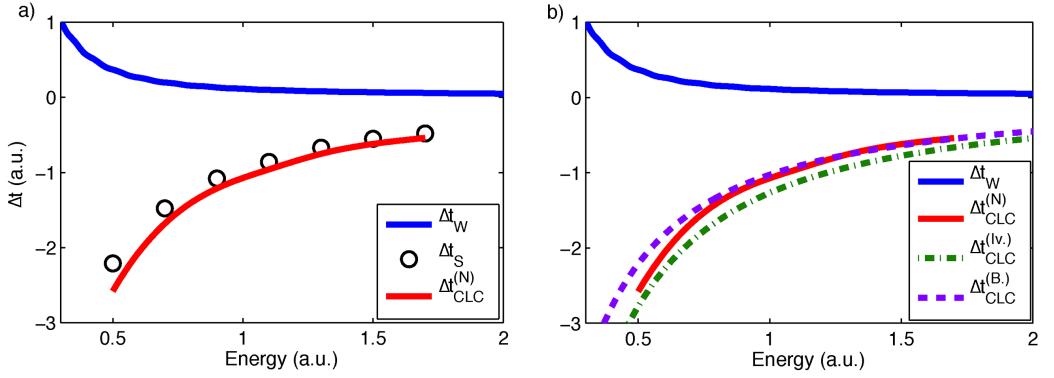 a)
1
0
−1
−2
−3
Δt (a.u.)
0.5
1
1.5
2
Energy (a.u.)
Δt_W
Δt_S
Δt_CLC^(N)
b)
1
0
−1
−2
−3
0.5
1
1.5
2
Energy (a.u.)
Δt_W
Δt_CLC^(N)
Δt_CLC^(Iv.)
Δt_CLC^(B.)